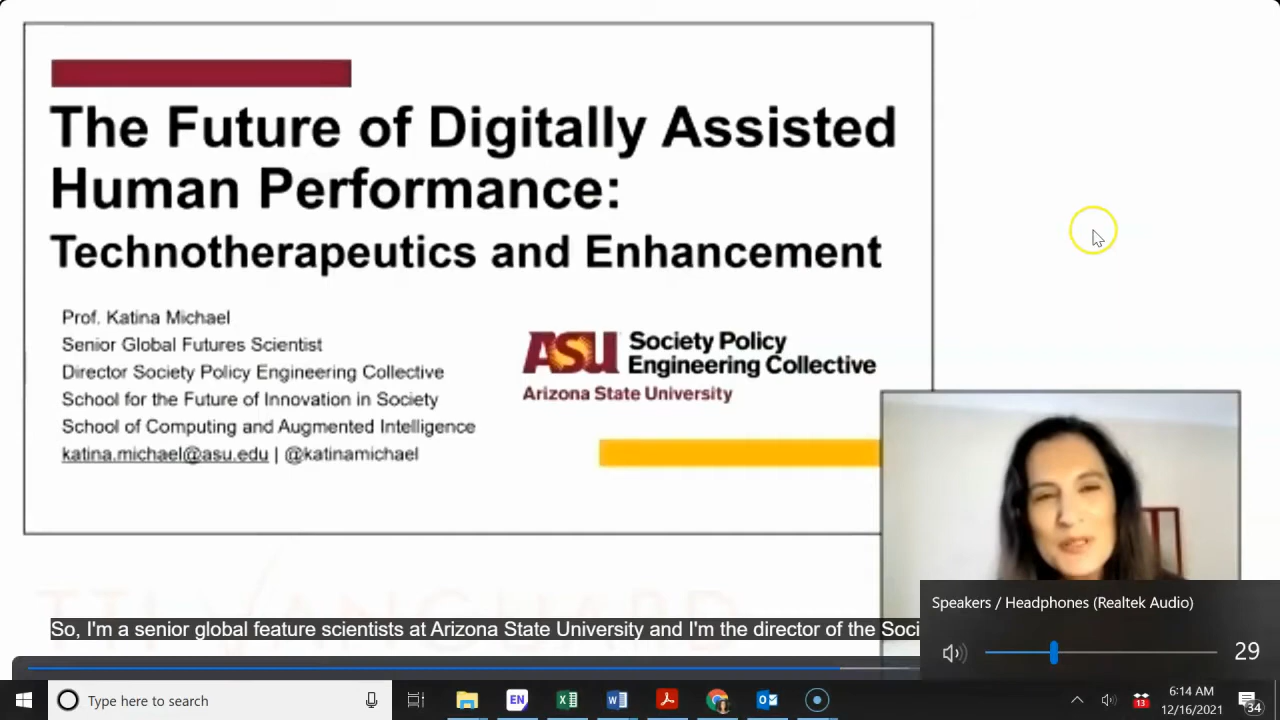 The Future of Digitally Assisted
Human Performance:
Technotherapeutics and Enhancement
Prof. Katina Michael
Senior Global Futures Scientist
Director Society Policy Engineering Collective
School for the Future of Innovation in Society
School of Computing and Augmented Intelligence
katina.michael@asu.edu | @katinamichael
ASU Society Policy
Engineering Collective
Arizona State University
TTI/VANGUARD
So, I'm a senior global feature scientists at Arizona State University and I'm the director of the Soci
Speakers / Headphones (Realtek Audio)
29
Type here to search
EN
13
6:14 AM
12/16/2021
34